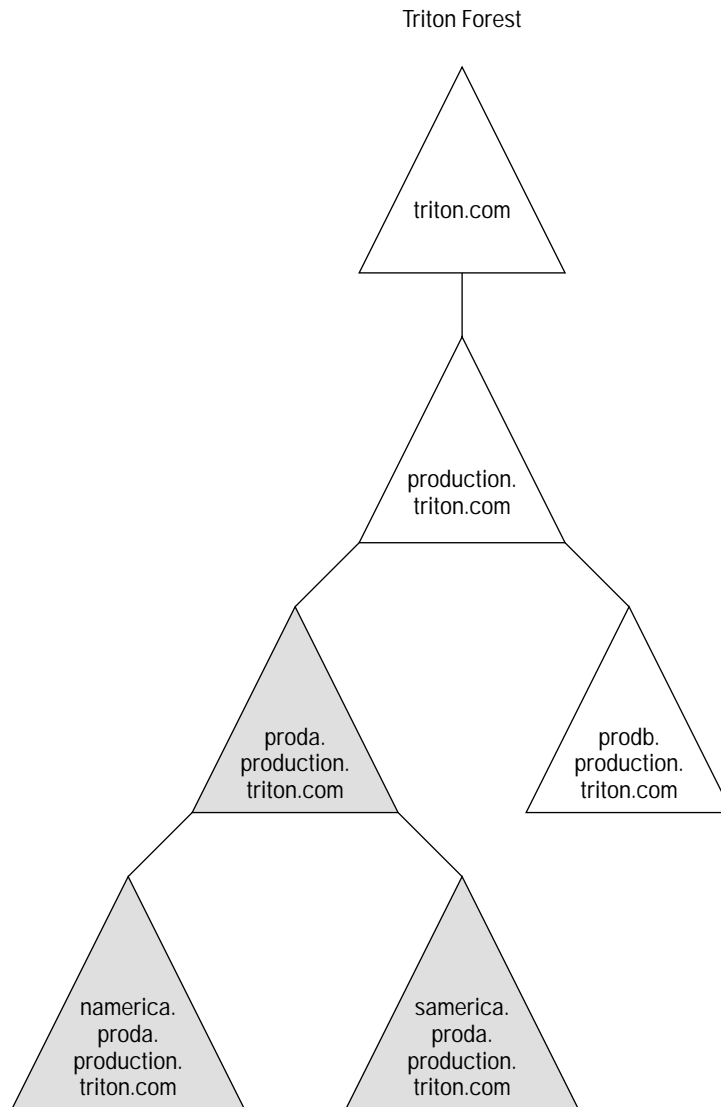 Triton Forest
triton.com
production.
triton.com
proda.
production.
triton.com
prodb.
production.
triton.com
namerica.
proda.
production.
triton.com
samerica.
proda.
production.
triton.com